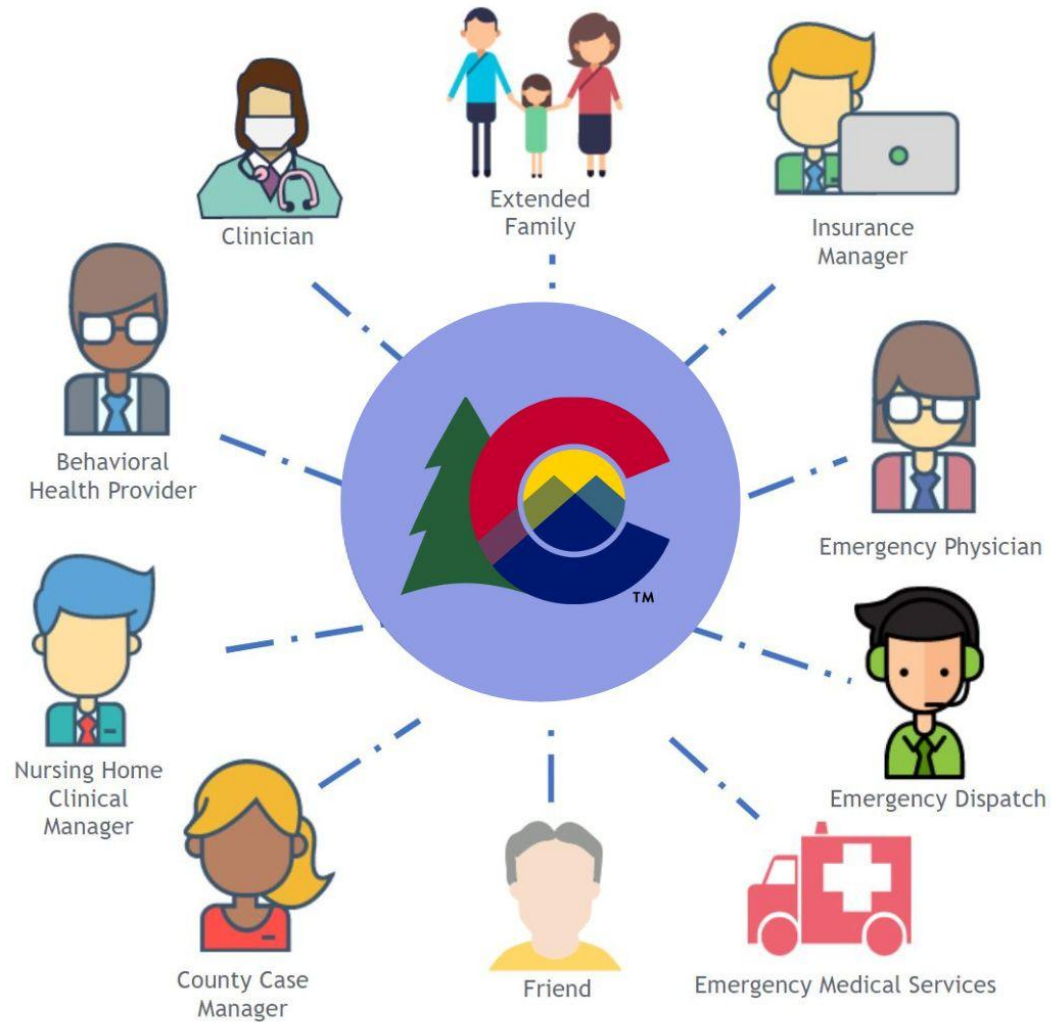 Extended
Family
Clinician
Insurance
Manager
Behavioral
Health Provider
Emergency Physician
TM
Nursing Home
Clinical
Manager
Emergency Dispatch
County Case
Manager
Friend
Emergency Medical Services